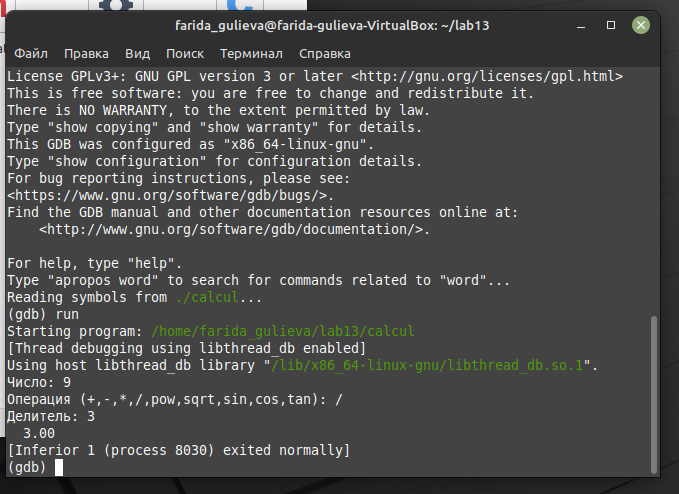 farida_gulieva@farida-gulieva-VirtualBox: ~/lab13
Файл Правка Вид Поиск Терминал Справка
License GPLv3+: GNU GPL version 3 or later <http://gnu.org/licenses/gpl.html>
This is free software: you are free to change and redistribute it.
There is NO WARRANTY, to the extent permitted by law.
Type "show copying" and "show warranty" for details.
This GDB was configured as "x86_64-linux-gnu".
Type "show configuration" for configuration details.
For bug reporting instructions, please see:
<https://www.gnu.org/software/gdb/bugs/>.
Find the GDB manual and other documentation resources online at:
    <http://www.gnu.org/software/gdb/documentation/>.

For help, type "help".
Type "apropos word" to search for commands related to "word"...
Reading symbols from ./calcul...
(gdb) run
Starting program: /home/farida_gulieva/lab13/calcul
[Thread debugging using libthread_db enabled]
Using host libthread_db library "/lib/x86_64-linux-gnu/libthread_db.so.1".
Число: 9
Операция (+,-,*,/,pow,sqrt,sin,cos,tan): /
Делитель: 3
  3.00
[Inferior 1 (process 8030) exited normally]
(gdb)